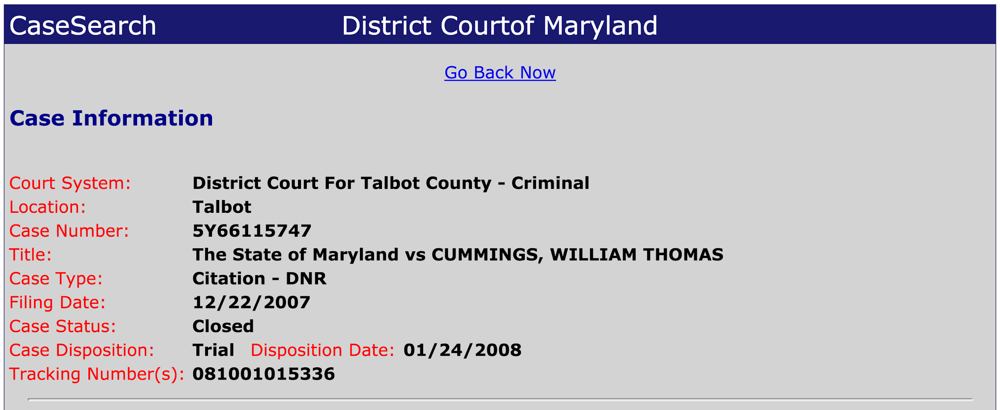 CaseSearch District Courtof Maryland
Go Back Now
Case Information
Court System: District Court For Talbot County - Criminal
Location: Talbot
Case Number: 5Y66115747
Title: The State of Maryland vs CUMMINGS, WILLIAM THOMAS
Case Type: Citation - DNR
Filing Date: 12/22/2007
Case Status: Closed
Case Disposition: Trial Disposition Date: 01/24/2008
Tracking Number(s): 081001015336